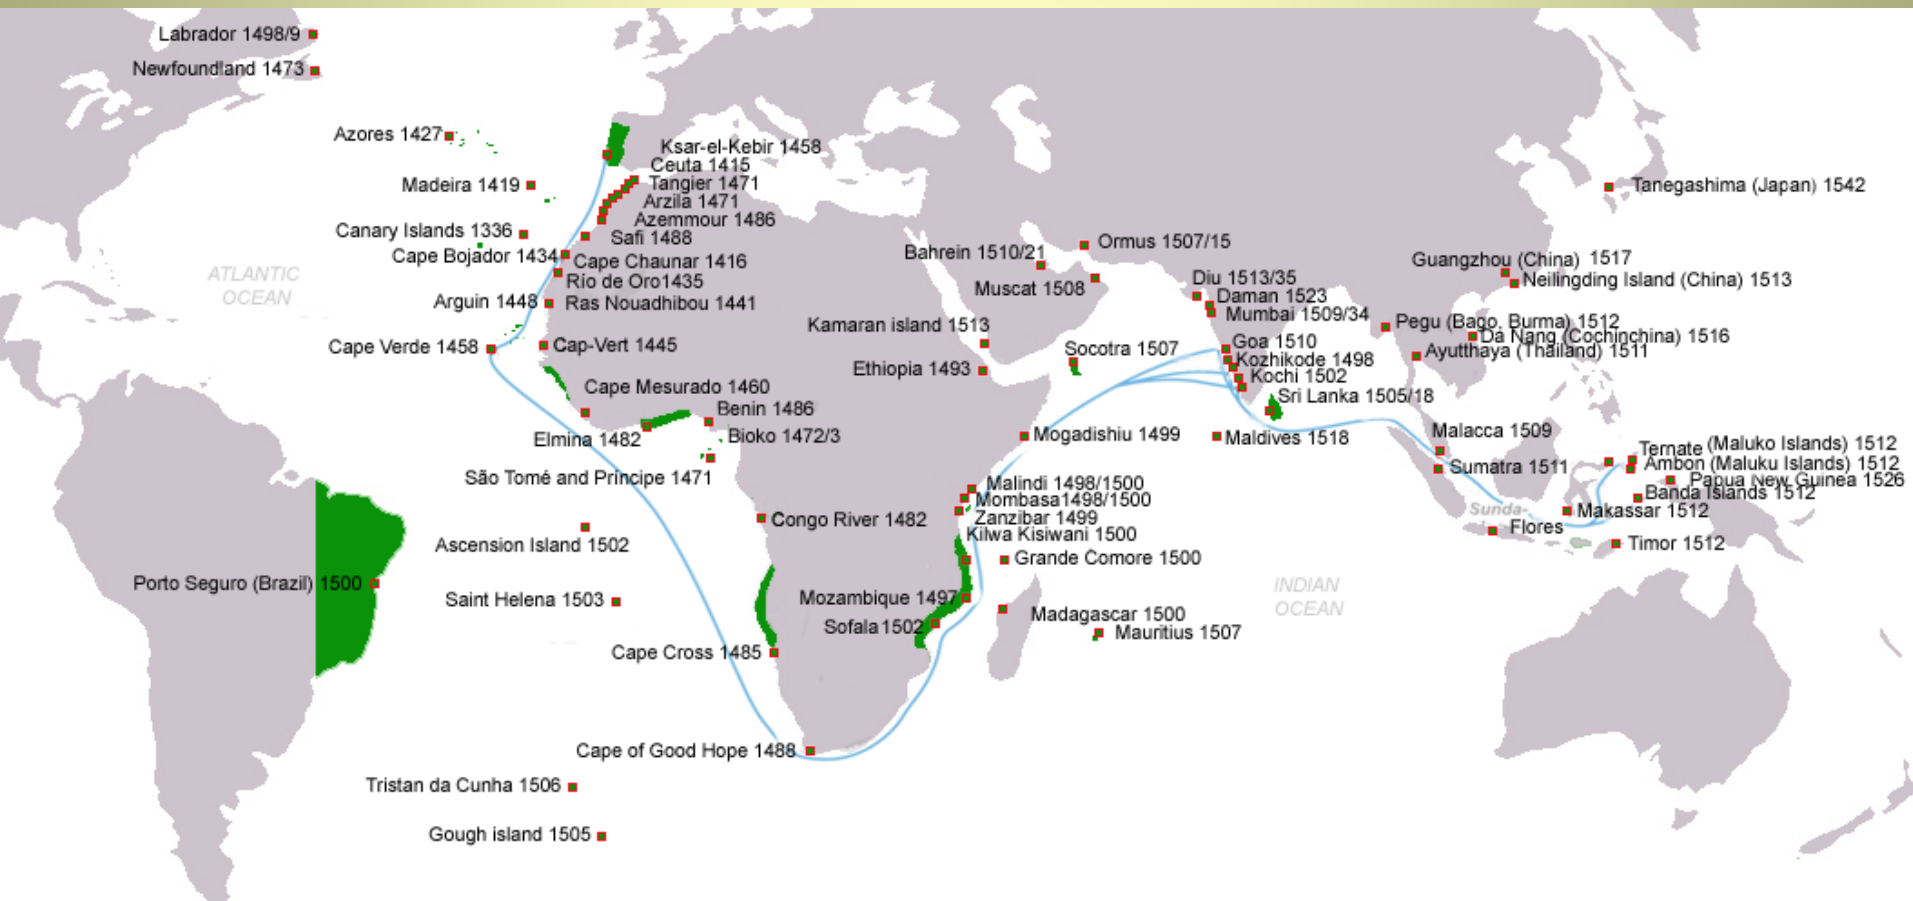 Labrador 1498/9
Newfoundland 1473
Azores 1427
Ksar-el-Kebir 1458
Ceuta 1415
Madeira 1419
Tangier 1471
Tanegashima (Japan) 1542
Arzila 1471
Azemmour 1486
Canary Islands 1336
Safi 1488
Cape Bojador 1434
Cape Chaunar 1416
Bahrein 1510/21
Ormus 1507/15
Guangzhou (China) 1517
ATLANTIC
OCEAN
Río de Oro1435
Muscat 1508
Diu 1513/35
Neilingding Island (China) 1513
Arguin 1448
Ras Nouadhibou 1441
Daman 1523
Mumbai 1509/34
Kamaran island 1513
Pegu (Bago, Burma) 1512
Da Nang (Cochinchina) 1516
Cape Verde 1458
Cap-Vert 1445
Socotra 1507
Goa 1510
Ayutthaya (Thailand) 1511
Ethiopia 1493
Kozhikode 1498
Kochi 1502
Cape Mesurado 1460
Sri Lanka 1505/18
Benin 1486
Elmina 1482
Bioko 1472/3
Mogadishiu 1499
Maldives 1518
Malacca 1509
Ternate (Maluko Islands) 1512
São Tomé and Príncipe 1471
Sumatra 1511
Ambon (Maluku Islands) 1512
Papua New Guinea 1526
Malindi 1498/1500
Mombasa1498/1500
Banda Islands 1512
Congo River 1482
Zanzibar 1499
Sunda-
Makassar 1512
Kilwa Kisiwani 1500
Flores
Ascension Island 1502
Timor 1512
Grande Comore 1500
Porto Seguro (Brazil) 1500
INDIAN
OCEAN
Saint Helena 1503
Mozambique 1497
Madagascar 1500
Sofala1502
Mauritius 1507
Cape Cross 1485
Cape of Good Hope 1488
Tristan da Cunha 1506
Gough island 1505